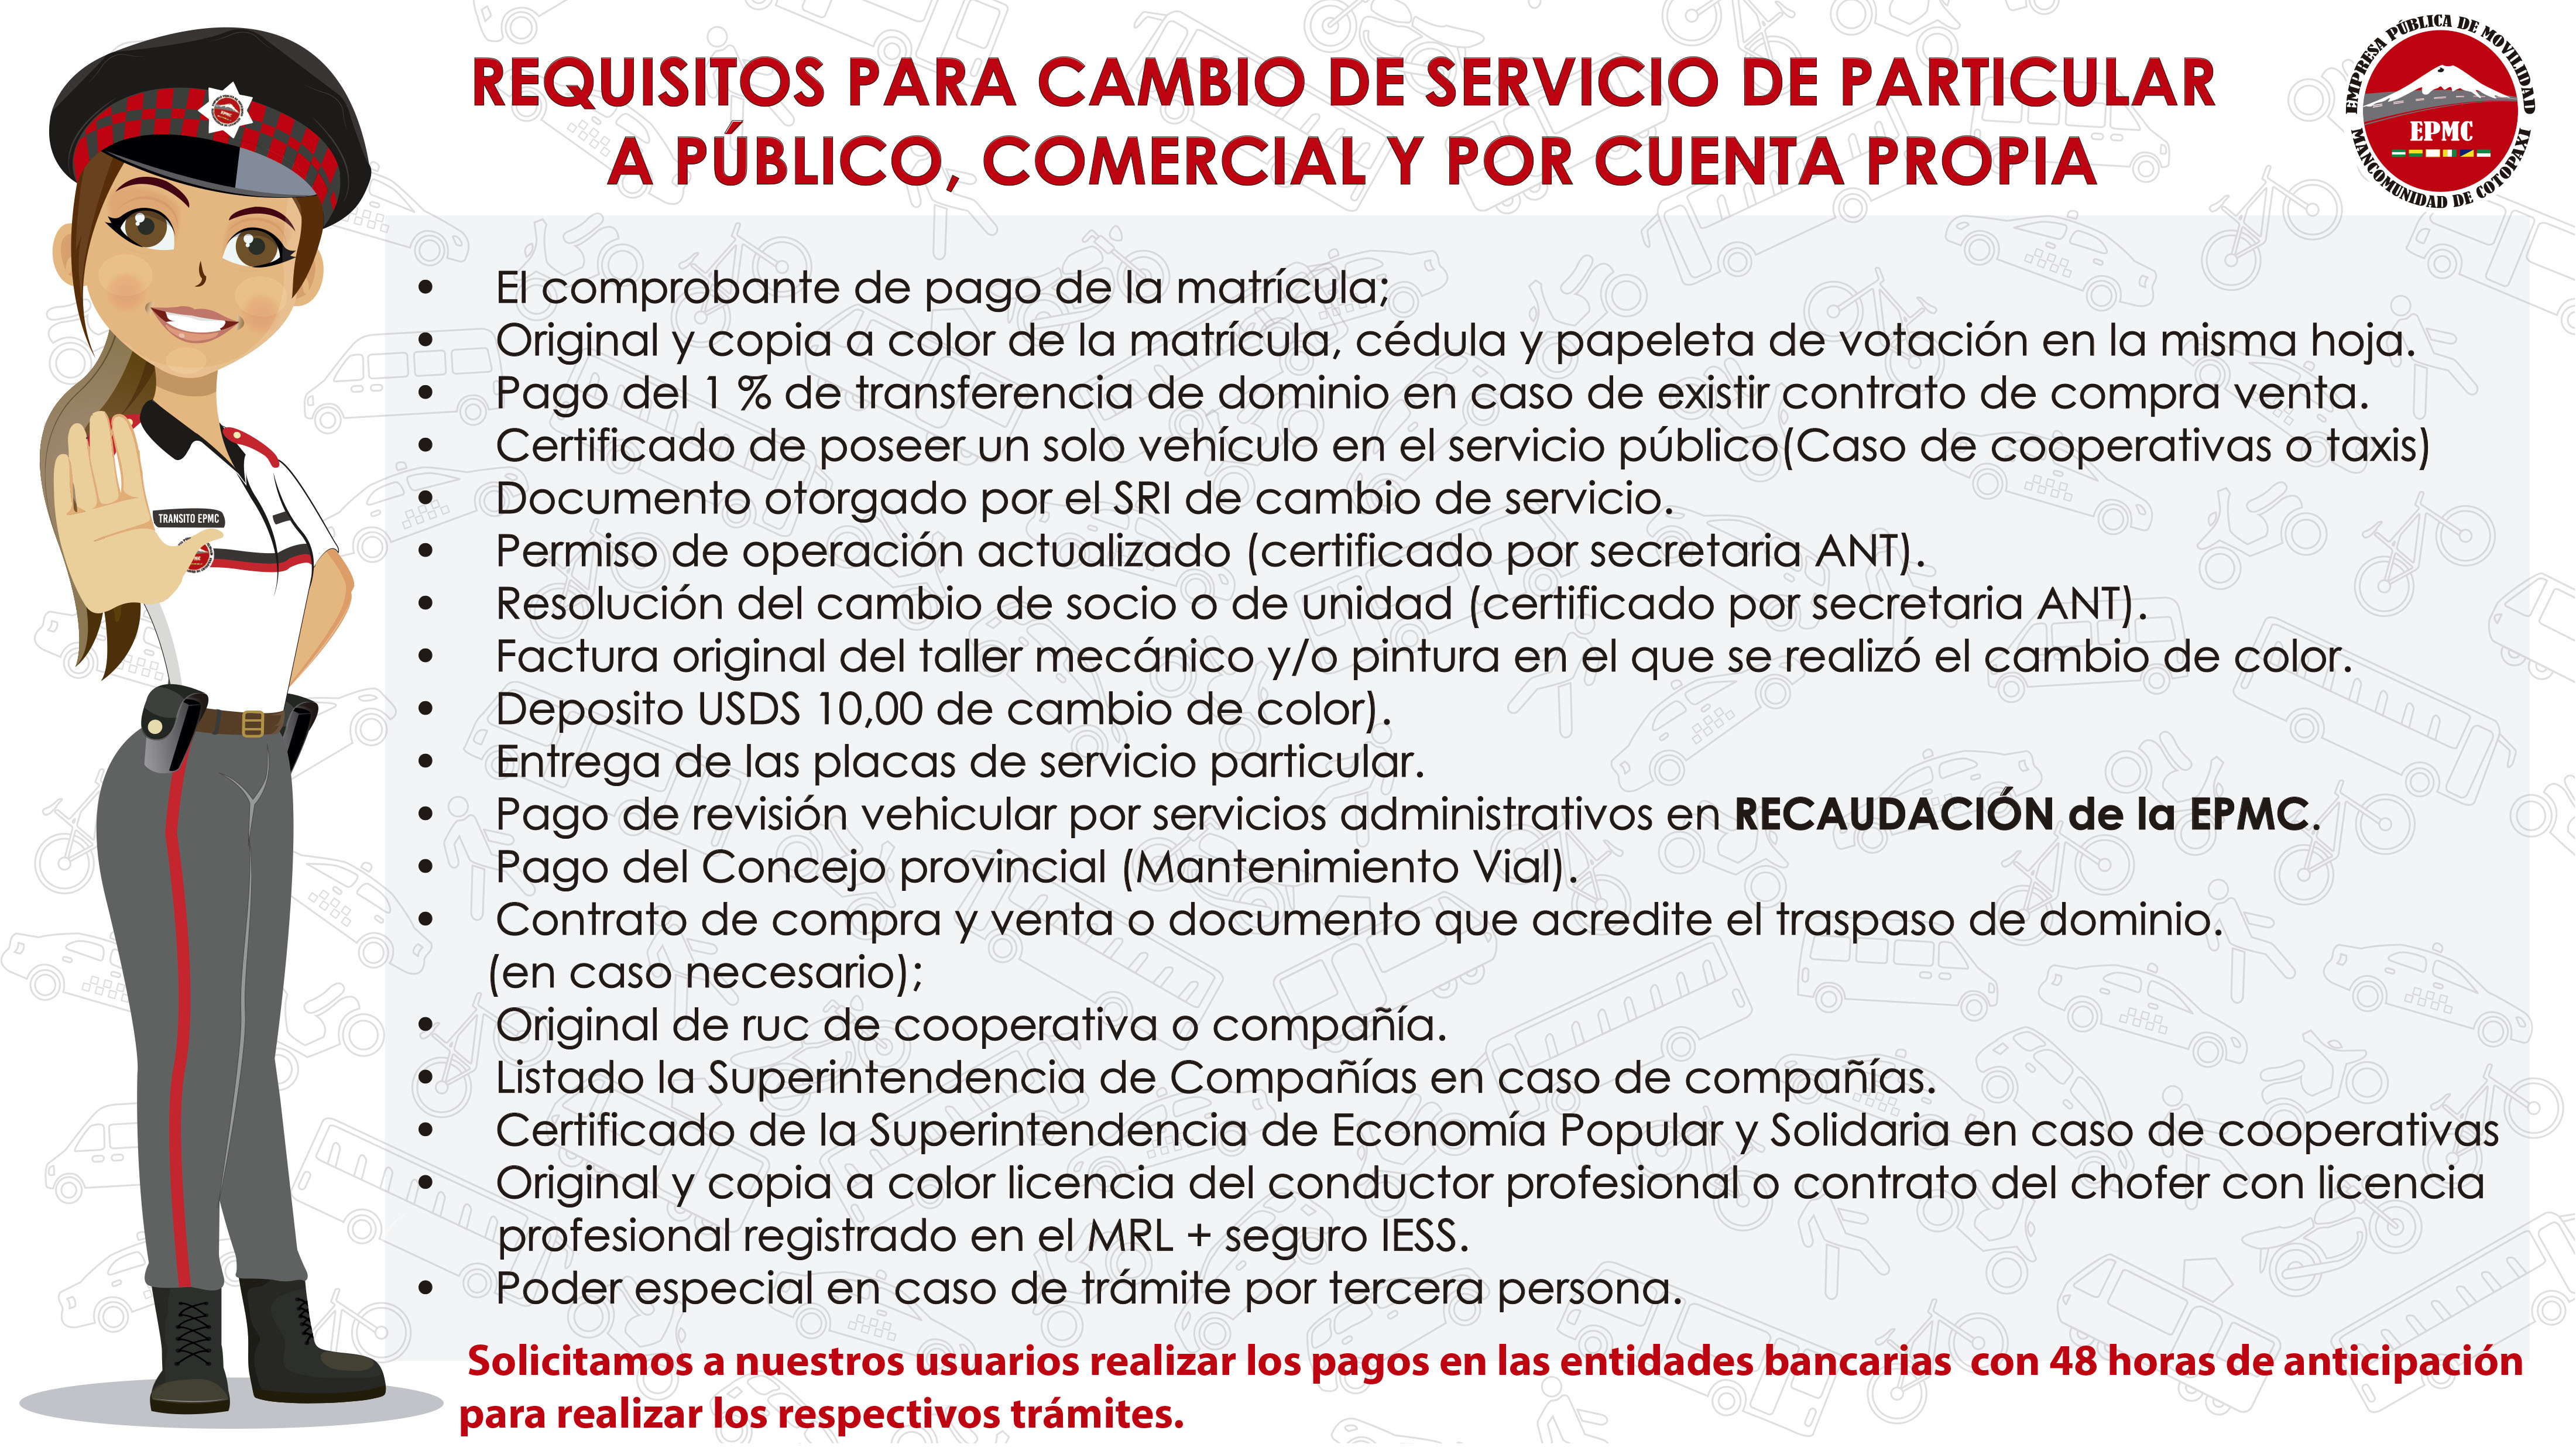 REQUISITOS PARA CAMBIO DE SERVICIO DE PARTICULAR
A PÚBLICO, COMERCIAL Y POR CUENTA PROPIA
EMPRESA PÚBLICA DE MOVILIDAD
EPMC
MANCOMUNIDAD DE COTOPAXI
• El comprobante de pago de la matrícula;
• Original y copia a color de la matrícula, cédula y papeleta de votación en la misma hoja.
• Pago del 1 % de transferencia de dominio en caso de existir contrato de compra venta.
• Certificado de poseer un solo vehículo en el servicio público(Caso de cooperativas o taxis)
• Documento otorgado por el SRI de cambio de servicio.
• Permiso de operación actualizado (certificado por secretaria ANT).
• Resolución del cambio de socio o de unidad (certificado por secretaria ANT).
• Factura original del taller mecánico y/o pintura en el que se realizó el cambio de color.
• Deposito USDS 10,00 de cambio de color).
• Entrega de las placas de servicio particular.
• Pago de revisión vehicular por servicios administrativos en RECAUDACIÓN de la EPMC.
• Pago del Concejo provincial (Mantenimiento Vial).
• Contrato de compra y venta o documento que acredite el traspaso de dominio.
(en caso necesario);
• Original de ruc de cooperativa o compañía.
• Listado la Superintendencia de Compañías en caso de compañías.
• Certificado de la Superintendencia de Economía Popular y Solidaria en caso de cooperativas
• Original y copia a color licencia del conductor profesional o contrato del chofer con licencia
profesional registrado en el MRL + seguro IESS.
• Poder especial en caso de trámite por tercera persona.
Solicitamos a nuestros usuarios realizar los pagos en las entidades bancarias con 48 horas de anticipación
para realizar los respectivos trámites.
TRANSITO EPMC